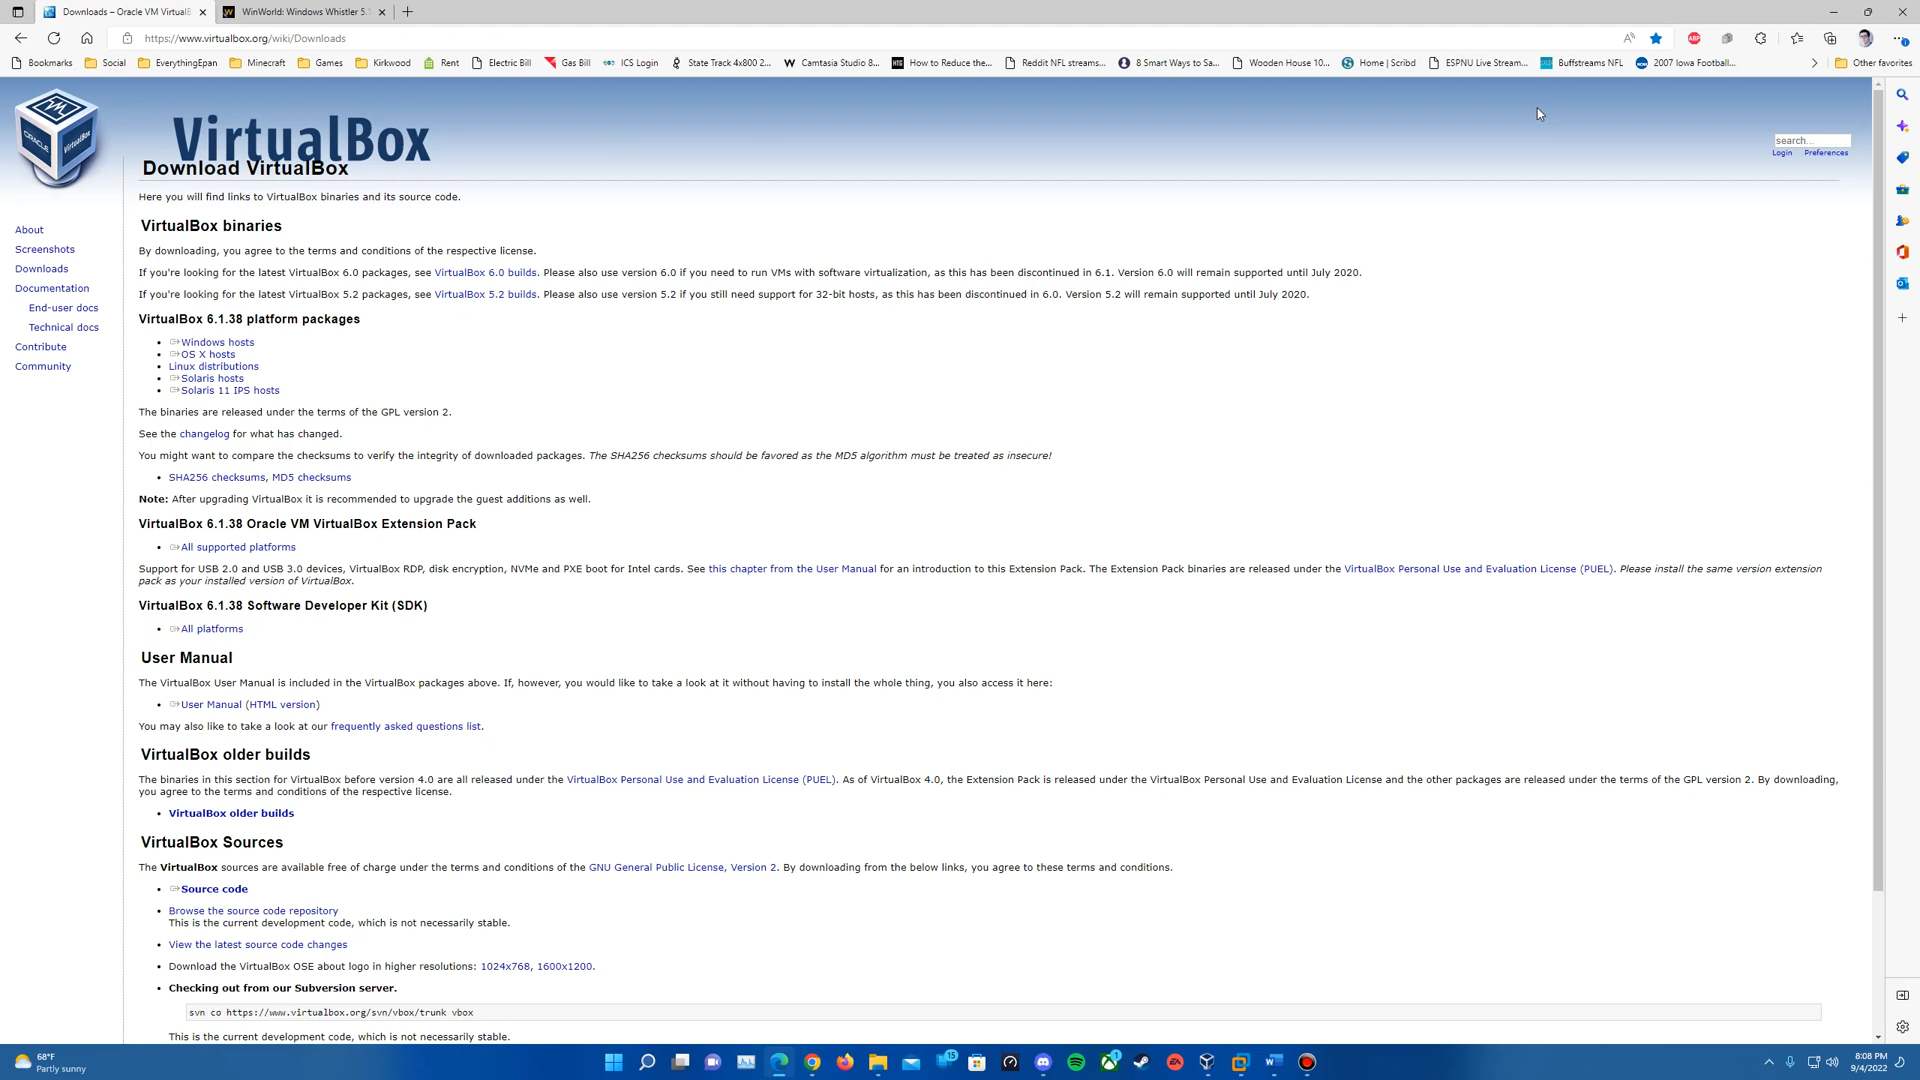 Downloads – Oracle VM VirtualB
WinWorld: Windows Whistler 5.1
https://www.virtualbox.org/wiki/Downloads
ABP
Bookmarks
Social
EverythingEpan
Minecraft
Games
Kirkwood
Rent
Electric Bill
Gas Bill
ICS Login
State Track 4x800 2...
Camtasia Studio 8...
How to Reduce the...
Reddit NFL streams...
8 Smart Ways to Sa...
Wooden House 10...
Home | Scribd
ESPNU Live Stream...
Buffstreams NFL
2007 Iowa Football...
Other favorites
ORACLE
VirtualBox
VirtualBox
search...
Login Preferences
About
Screenshots
Downloads
Documentation
End-user docs
Technical docs
Contribute
Community
Download VirtualBox
Here you will find links to VirtualBox binaries and its source code.
VirtualBox binaries
By downloading, you agree to the terms and conditions of the respective license.
If you're looking for the latest VirtualBox 6.0 packages, see VirtualBox 6.0 builds. Please also use version 6.0 if you need to run VMs with software virtualization, as this has been discontinued in 6.1. Version 6.0 will remain supported until July 2020.
If you're looking for the latest VirtualBox 5.2 packages, see VirtualBox 5.2 builds. Please also use version 5.2 if you still need support for 32-bit hosts, as this has been discontinued in 6.0. Version 5.2 will remain supported until July 2020.
VirtualBox 6.1.38 platform packages
• Windows hosts
• OS X hosts
• Linux distributions
• Solaris hosts
• Solaris 11 IPS hosts
The binaries are released under the terms of the GPL version 2.
See the changelog for what has changed.
You might want to compare the checksums to verify the integrity of downloaded packages. The SHA256 checksums should be favored as the MD5 algorithm must be treated as insecure!
• SHA256 checksums, MD5 checksums
Note: After upgrading VirtualBox it is recommended to upgrade the guest additions as well.
VirtualBox 6.1.38 Oracle VM VirtualBox Extension Pack
• All supported platforms
Support for USB 2.0 and USB 3.0 devices, VirtualBox RDP, disk encryption, NVMe and PXE boot for Intel cards. See this chapter from the User Manual for an introduction to this Extension Pack. The Extension Pack binaries are released under the VirtualBox Personal Use and Evaluation License (PUEL). Please install the same version extension
pack as your installed version of VirtualBox.
VirtualBox 6.1.38 Software Developer Kit (SDK)
• All platforms
User Manual
The VirtualBox User Manual is included in the VirtualBox packages above. If, however, you would like to take a look at it without having to install the whole thing, you also access it here:
• User Manual (HTML version)
You may also like to take a look at our frequently asked questions list.
VirtualBox older builds
The binaries in this section for VirtualBox before version 4.0 are all released under the VirtualBox Personal Use and Evaluation License (PUEL). As of VirtualBox 4.0, the Extension Pack is released under the VirtualBox Personal Use and Evaluation License and the other packages are released under the terms of the GPL version 2. By downloading,
you agree to the terms and conditions of the respective license.
• VirtualBox older builds
VirtualBox Sources
The VirtualBox sources are available free of charge under the terms and conditions of the GNU General Public License, Version 2. By downloading from the below links, you agree to these terms and conditions.
• Source code
• Browse the source code repository
This is the current development code, which is not necessarily stable.
• View the latest source code changes
• Download the VirtualBox OSE about logo in higher resolutions: 1024x768, 1600x1200.
• Checking out from our Subversion server.
svn co https://www.virtualbox.org/svn/vbox/trunk vbox
This is the current development code, which is not necessarily stable.
68°F
Partly sunny
15
1
8:08 PM
9/4/2022